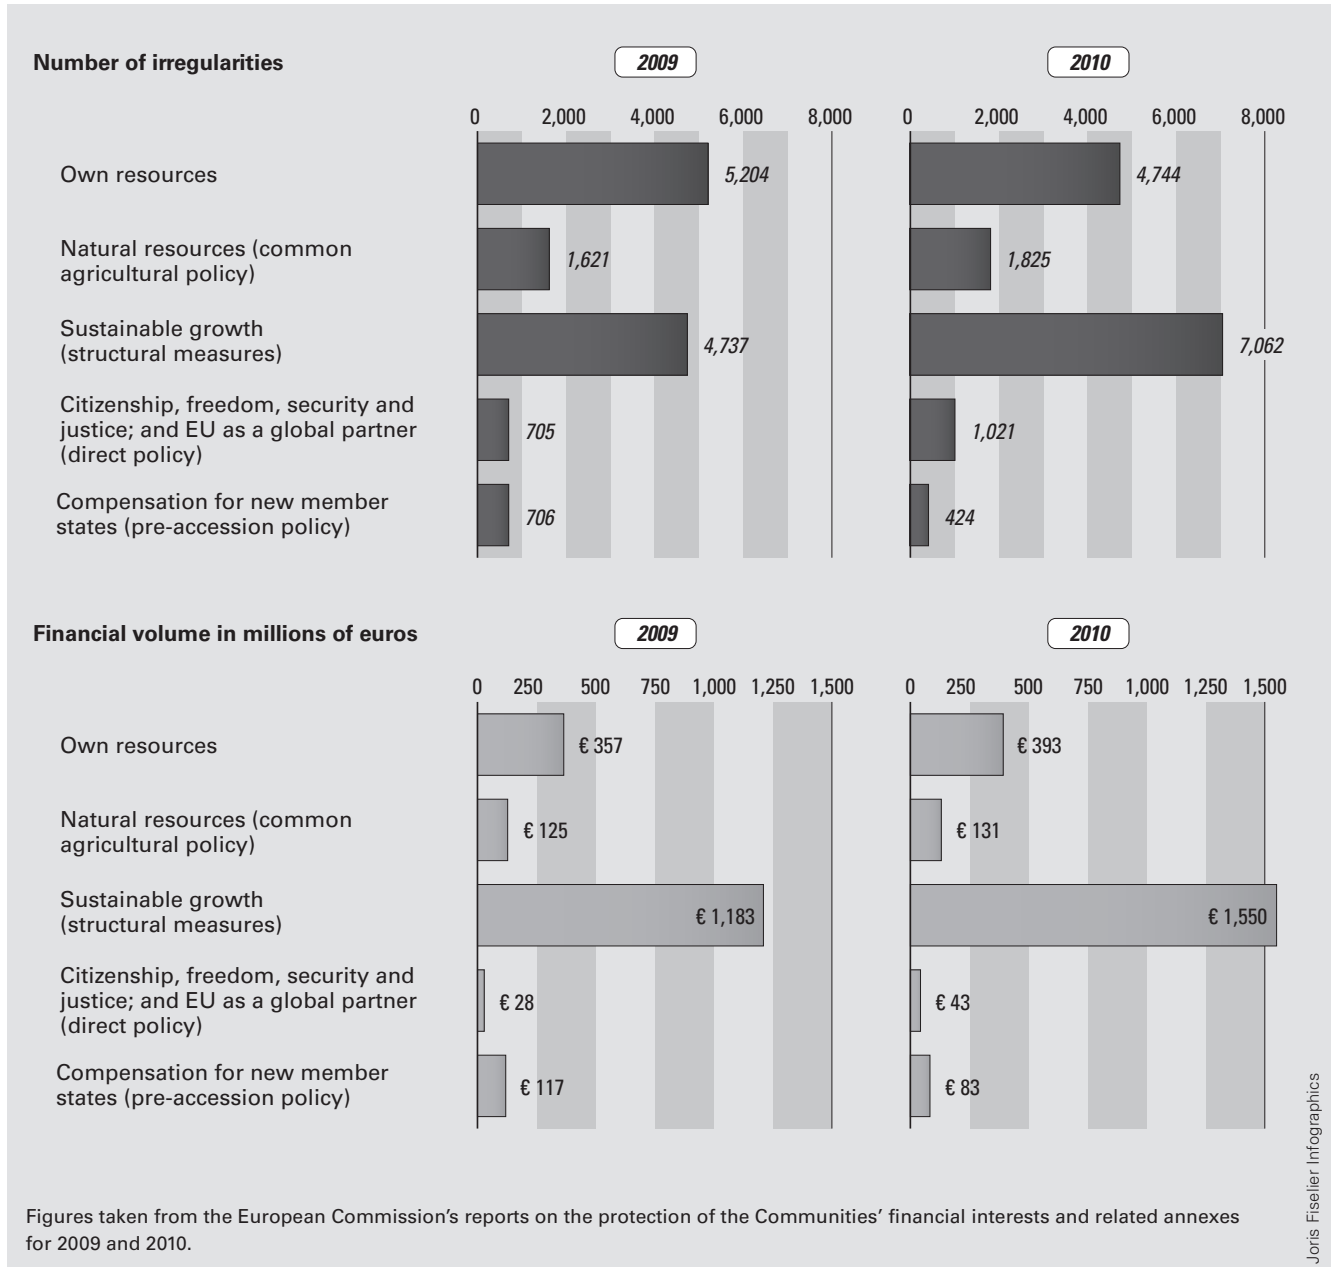 Number of irregularities
2009
2010
0 2,000 4,000 6,000 8,000
0 2,000 4,000 6,000 8,000
Own resources
5,204
4,744
Natural resources (common
agricultural policy)
1,621
1,825
Sustainable growth
(structural measures)
4,737
7,062
Citizenship, freedom, security and
justice; and EU as a global partner
(direct policy)
705
1,021
Compensation for new member
states (pre-accession policy)
706
424
Financial volume in millions of euros
2009
2010
0 250 500 750 1,000 1,250 1,500
0 250 500 750 1,000 1,250 1,500
Own resources
€ 357
€ 393
Natural resources (common
agricultural policy)
€ 125
€ 131
Sustainable growth
(structural measures)
€ 1,183
€ 1,550
Citizenship, freedom, security and
justice; and EU as a global partner
(direct policy)
€ 28
€ 43
Compensation for new member
states (pre-accession policy)
€ 117
€ 83
Figures taken from the European Commission's reports on the protection of the Communities' financial interests and related annexes
for 2009 and 2010.
Joris Fiselier Infographics